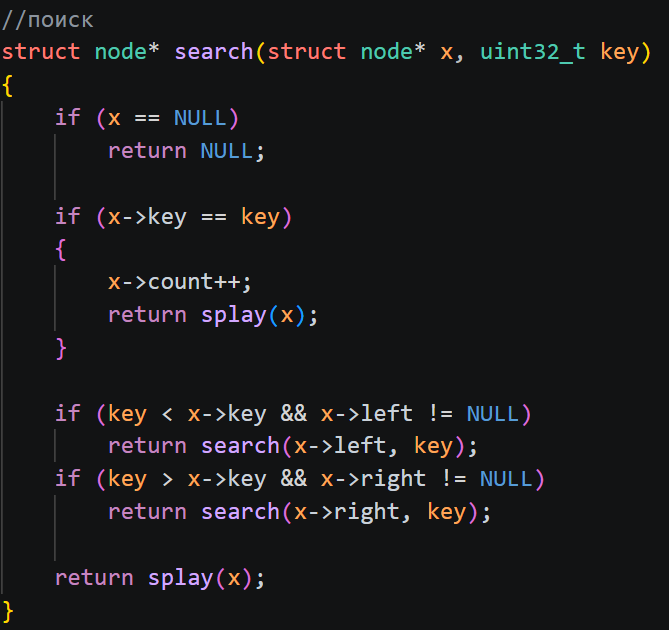 //поиск
struct node* search(struct node* x, uint32_t key)
{
    if (x == NULL)
        return NULL;

    if (x->key == key)
    {
        x->count++;
        return splay(x);
    }

    if (key < x->key && x->left != NULL)
        return search(x->left, key);
    if (key > x->key && x->right != NULL)
        return search(x->right, key);

    return splay(x);
}